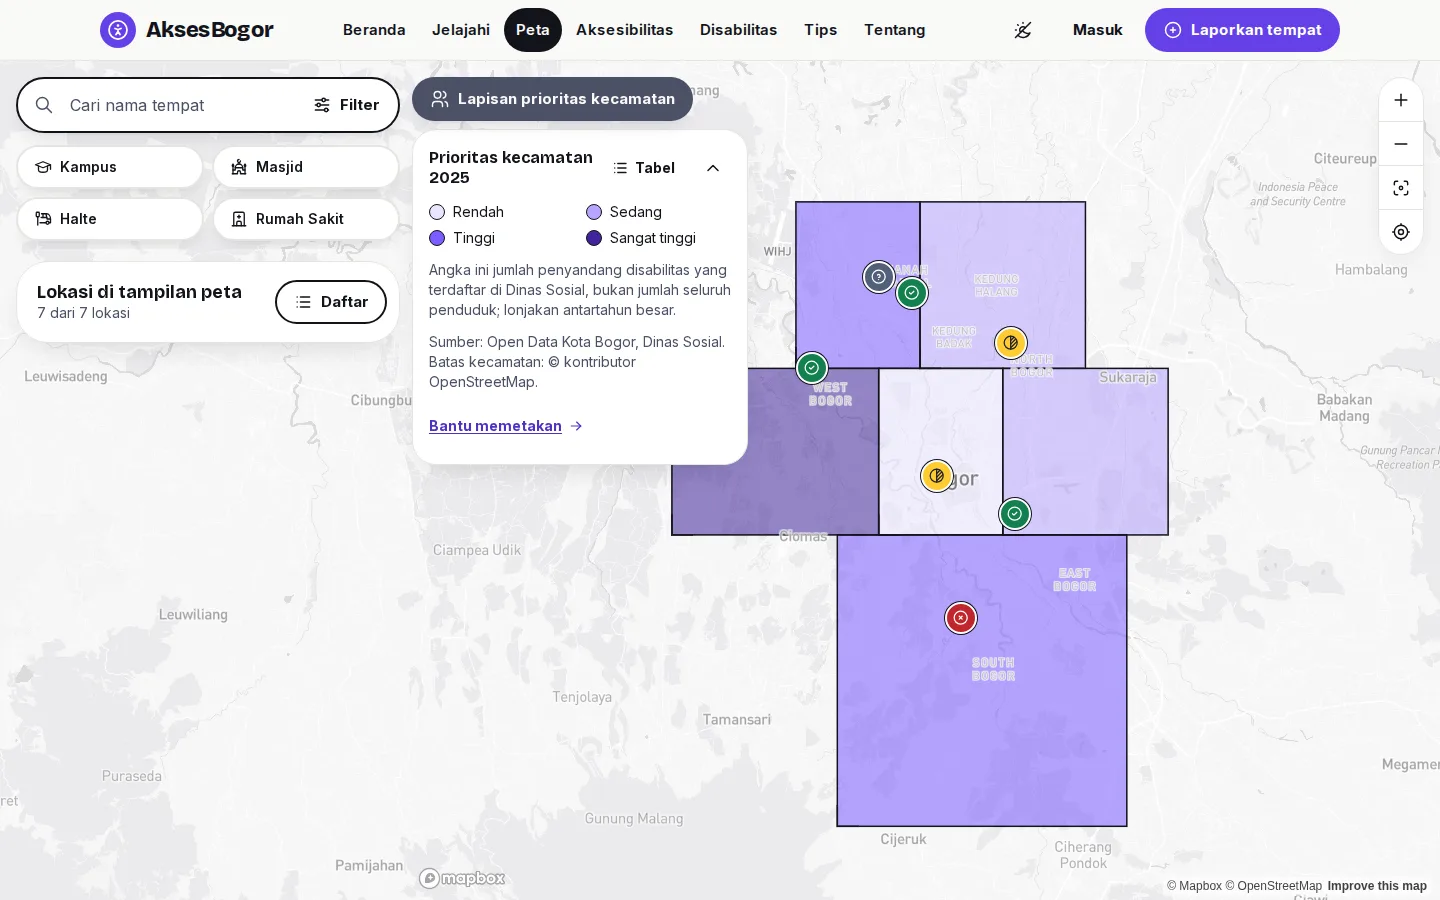 AksesBogor
Beranda
Jelajahi
Peta
Aksesibilitas
Disabilitas
Tips
Tentang
Masuk
Laporkan tempat
Cari nama tempat
Filter
Kampus
Masjid
Halte
Rumah Sakit
Lokasi di tampilan peta
7 dari 7 lokasi
Daftar
Lapisan prioritas kecamatan
Prioritas kecamatan
2025
Tabel
Rendah
Sedang
Tinggi
Sangat tinggi
Angka ini jumlah penyandang disabilitas yang
terdaftar di Dinas Sosial, bukan jumlah seluruh
penduduk; lonjakan antartahun besar.
Sumber: Open Data Kota Bogor, Dinas Sosial.
Batas kecamatan: © kontributor
OpenStreetMap.
Bantu memetakan
Citeureup
Indonesia Peace
and Security Centre
Hambalang
WIHJ
KEDUNG
HALANG
KEDUNG
BADAK
BOGOR
Sukaraja
WEST
BOGOR
Babakan
Madang
Gunung Pancar
Leuwisadeng
Ciomas
Ciampea Udik
EAST
BOGOR
Leuwiliang
SOUTH
BOGOR
Tenjolaya
Tamansari
Puraseda
Gunung Malang
Cijeruk
Ciherang
Pondok
Pamijahan
mapbox
© Mapbox © OpenStreetMap Improve this map